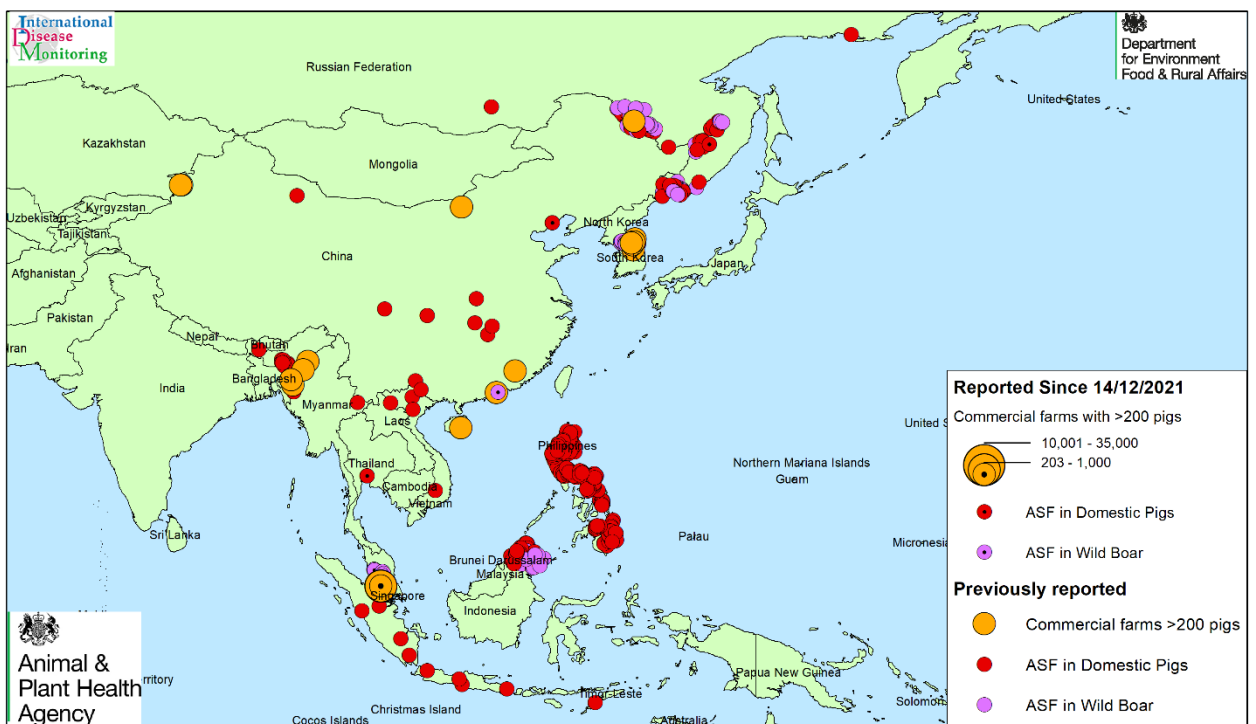 International
Disease
Monitoring
Department
for Environment
Food & Rural Affairs
Russian Federation
United States
Kazakhstan
Mongolia
Uzbekistan
Kyrgyzstan
Tajikistan
North Korea
South Korea
Japan
China
Afghanistan
Pakistan
Iran
Nepal
Bhutan
Bangladesh
India
Myanmar
Laos
Thailand
Cambodia
Vietnam
Sri Lanka
Philippines
Northern Mariana Islands
Guam
United S
Palau
Micronesia
Brunei Darussalam
Malaysia
Singapore
Indonesia
Papua New Guinea
Timor-Leste
Solomon
Christmas Island
Cocos Islands
Australia
rritory
Reported Since 14/12/2021
Commercial farms with >200 pigs
10,001 - 35,000
203 - 1,000
ASF in Domestic Pigs
ASF in Wild Boar
Previously reported
Commercial farms >200 pigs
ASF in Domestic Pigs
ASF in Wild Boar
Animal &
Plant Health
Agency